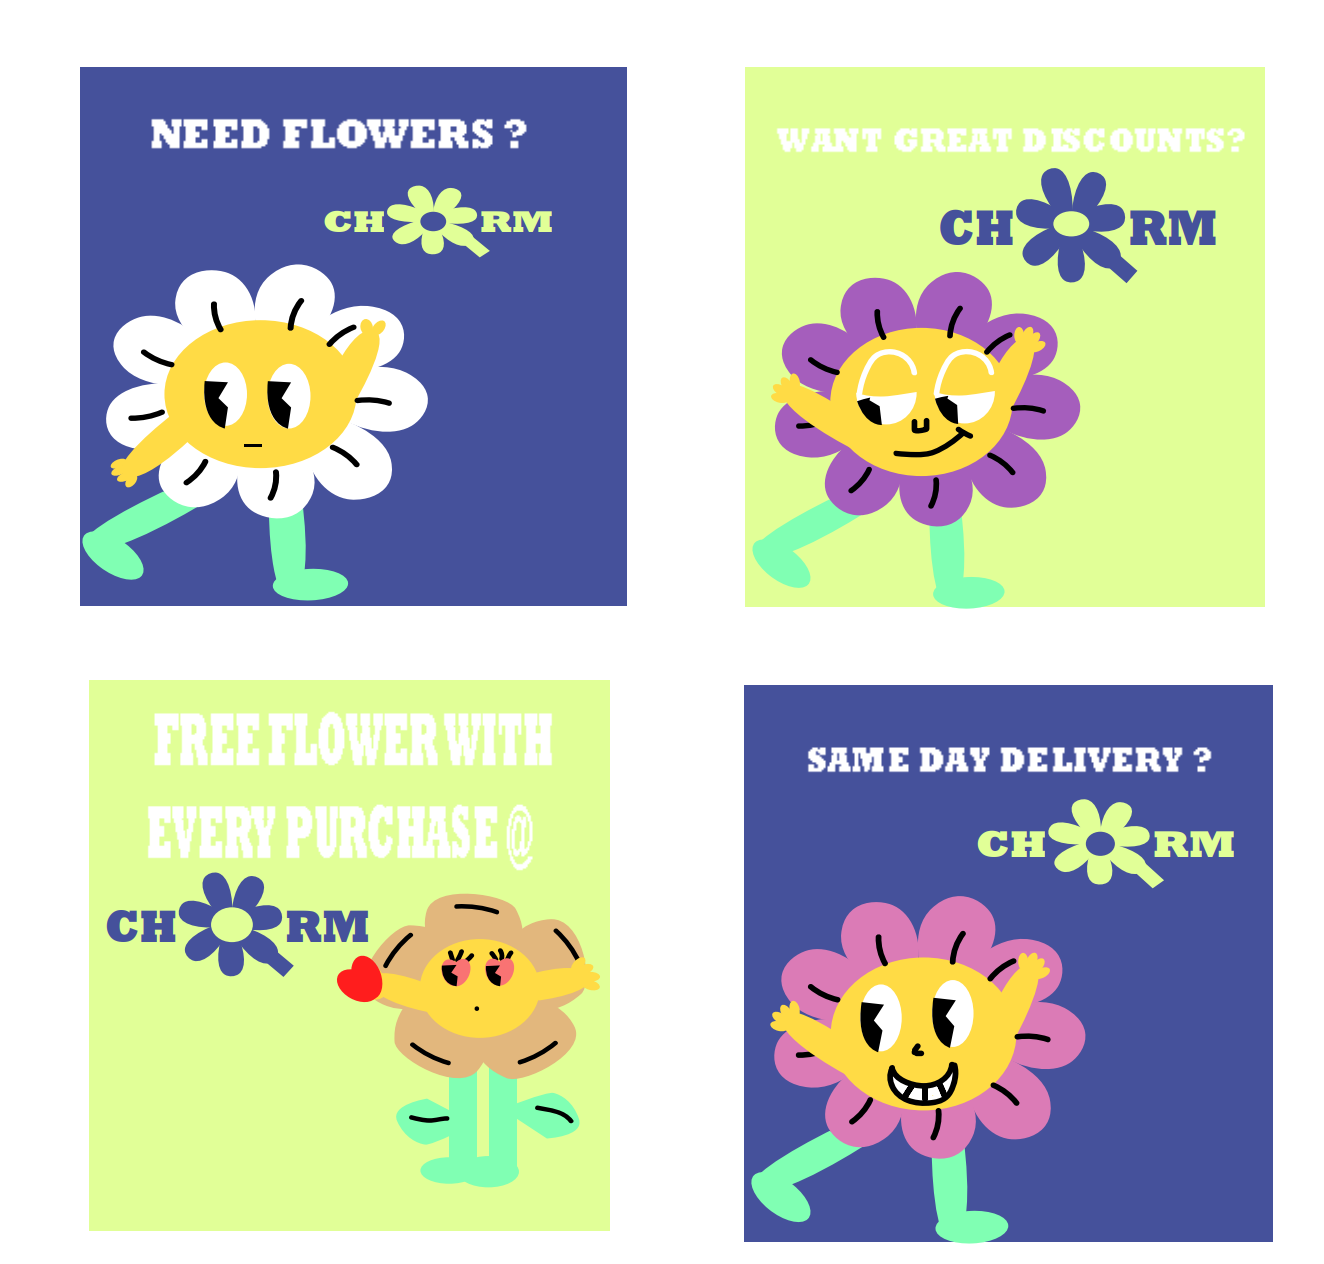 NEED FLOWERS ?
CH RM
WANT GREAT DISCOUNTS?
CH RM
FREE FLOWER WITH
EVERY PURCHASE @
CH RM
SAME DAY DELIVERY ?
CH RM